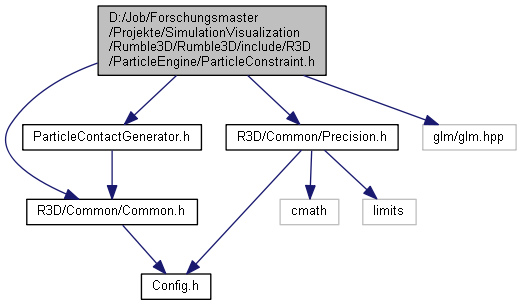 D:/Job/Forschungsmaster
/Projekte/SimulationVisualization
/Rumble3D/Rumble3D/include/R3D
/ParticleEngine/ParticleConstraint.h
ParticleContactGenerator.h
R3D/Common/Precision.h
glm/glm.hpp
R3D/Common/Common.h
cmath
limits
Config.h